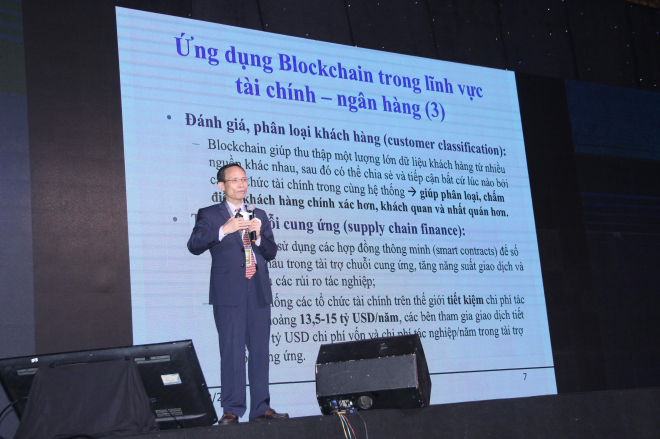 Ứng dụng Blockchain trong lĩnh vực
tài chính – ngân hàng (3)
• Đánh giá, phân loại khách hàng (customer classification):
– Blockchain giúp thu thập một lượng lớn dữ liệu khách hàng từ nhiều
nguồn khác nhau, sau đó có thể chia sẻ và tiếp cận bất cứ lúc nào bởi
chức tài chính trong cùng hệ thống → giúp phân loại, chấm
khách hàng chính xác hơn, khách quan và nhất quán hơn.
• cung ứng (supply chain finance):
sử dụng các hợp đồng thông minh (smart contracts) để số
trong tài trợ chuỗi cung ứng, tăng năng suất giao dịch và
các rủi ro tác nghiệp;
các tổ chức tài chính trên thế giới tiết kiệm chi phí tác
13,5-15 tỷ USD/năm, các bên tham gia giao dịch tiết
tỷ USD chi phí vốn và chi phí tác nghiệp/năm trong tài trợ
ứng.
7